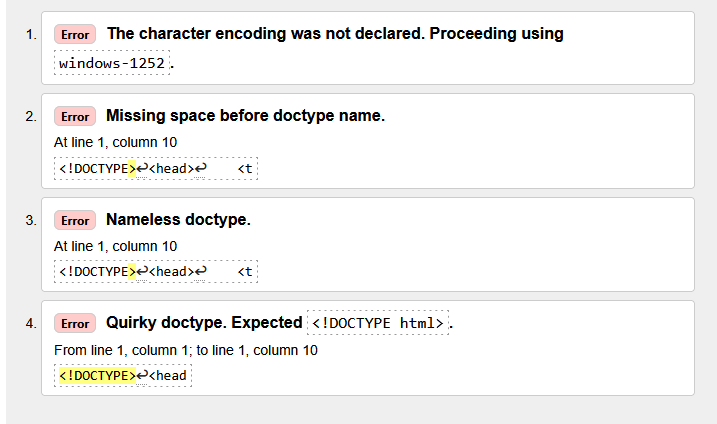 1. Error The character encoding was not declared. Proceeding using
windows-1252.
2. Error Missing space before doctype name.
At line 1, column 10
<!DOCTYPE>↩<head>↩    <t
3. Error Nameless doctype.
At line 1, column 10
<!DOCTYPE>↩<head>↩    <t
4. Error Quirky doctype. Expected <!DOCTYPE html>.
From line 1, column 1; to line 1, column 10
<!DOCTYPE>↩<head